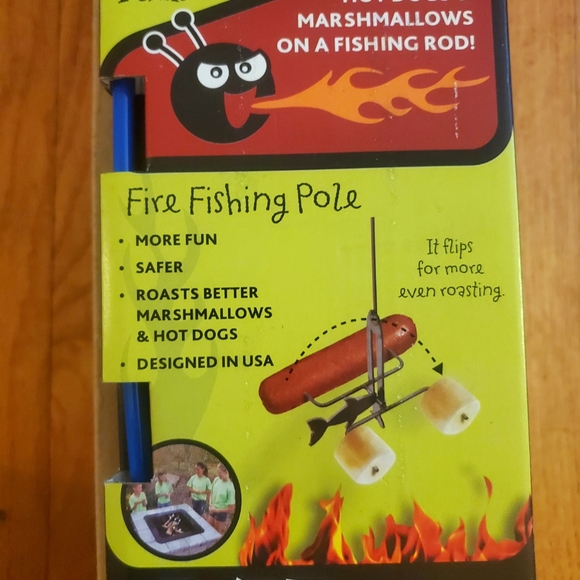 MARSHMALLOWS
ON A FISHING ROD!
Fire Fishing Pole
• MORE FUN
• SAFER
• ROASTS BETTER
MARSHMALLOWS
& HOT DOGS
• DESIGNED IN USA
It flips
for more
even roasting.